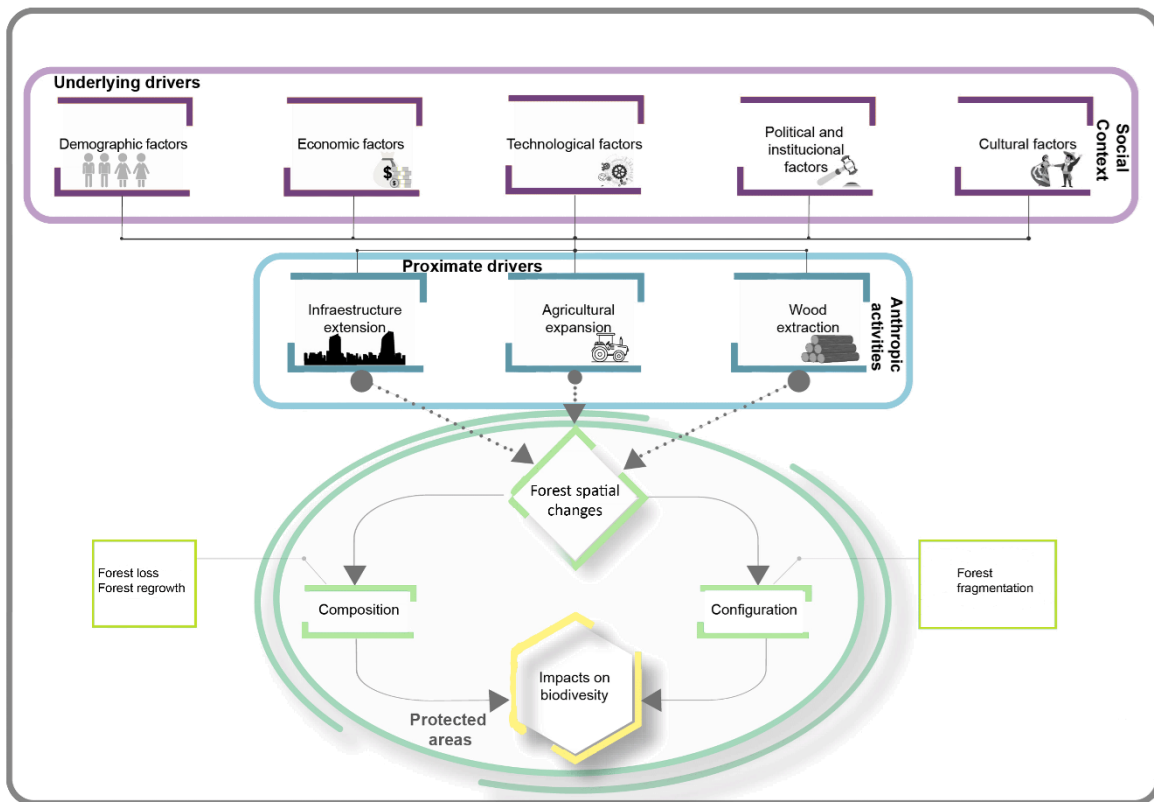 Underlying drivers
Demographic factors
Economic factors
Technological factors
Political and
institucional
factors
Cultural factors
Social
Context
Proximate drivers
Infraestructure
extension
Agricultural
expansion
Wood
extraction
Anthropic
activities
Forest spatial
changes
Forest loss
Forest regrowth
Composition
Configuration
Forest
fragmentation
Impacts on
biodivesity
Protected
areas
$
$